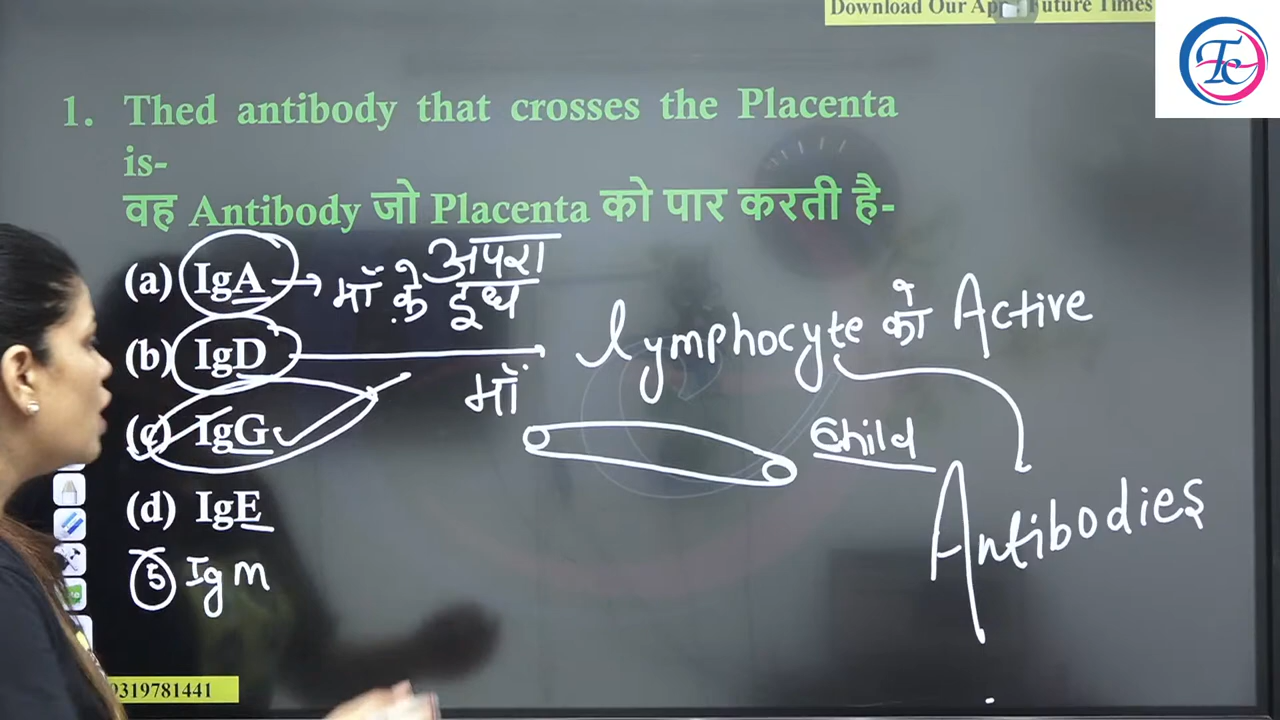 Download Our App Future Times
Tc
1. Thed antibody that crosses the Placenta
is-
वह Antibody जो Placenta को पार करती है-
(a) IgA → माँ के अपरा
दूध
(b) IgD
lymphocyte को Active
माँ
(c) IgG
Child
Antibodies
(d) IgE
5 Igm
9319781441